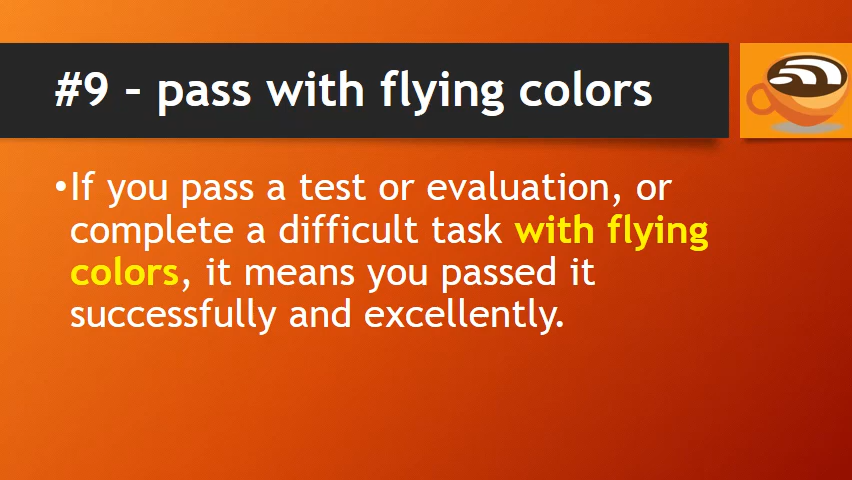 #9 – pass with flying colors
•If you pass a test or evaluation, or
complete a difficult task with flying
colors, it means you passed it
successfully and excellently.